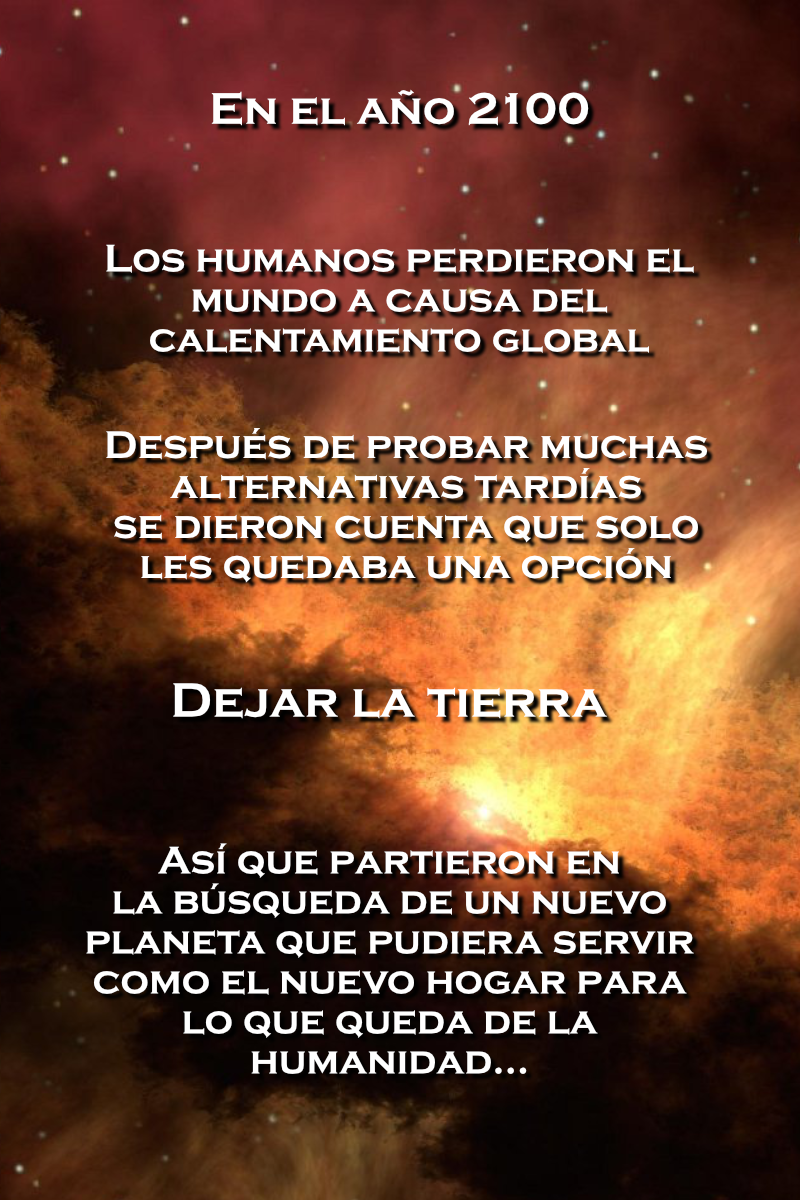 En el año 2100
Los humanos perdieron el
mundo a causa del
calentamiento global
Después de probar muchas
alternativas tardías
se dieron cuenta que solo
les quedaba una opción
Dejar la tierra
Así que partieron en
la búsqueda de un nuevo
planeta que pudiera servir
como el nuevo hogar para
lo que queda de la
humanidad...